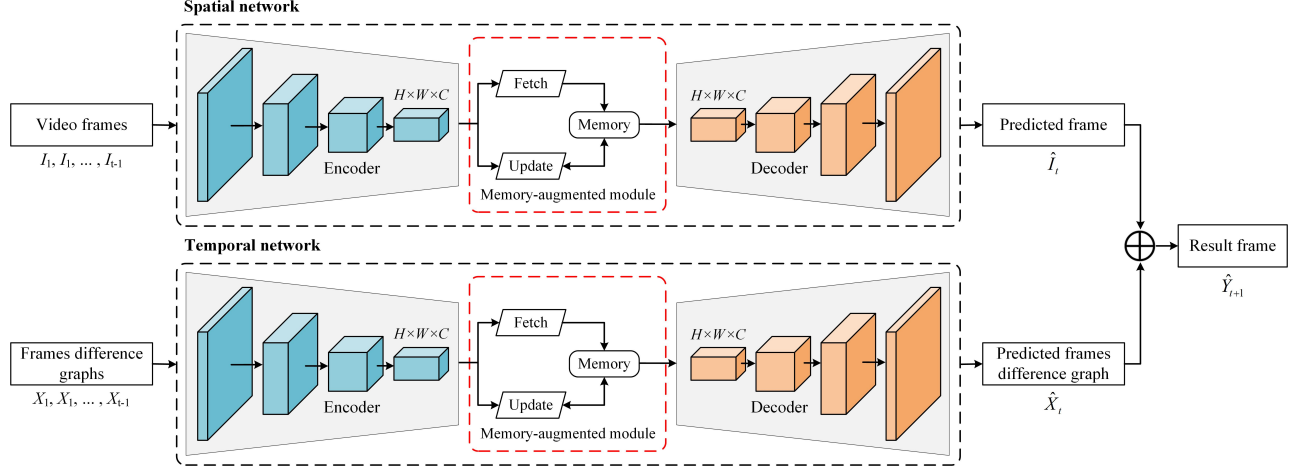 Spatial network
Video frames
I₁, I₁, ... , Iₜ₋₁
H×W×C
Encoder
Fetch
Memory
Update
Memory-augmented module
H×W×C
Decoder
Predicted frame
Îₜ
Temporal network
Frames difference
graphs
X₁, X₁, ... , Xₜ₋₁
H×W×C
Encoder
Fetch
Memory
Update
Memory-augmented module
H×W×C
Decoder
Predicted frames
difference graph
X̂ₜ
Result frame
Ŷₜ₊₁